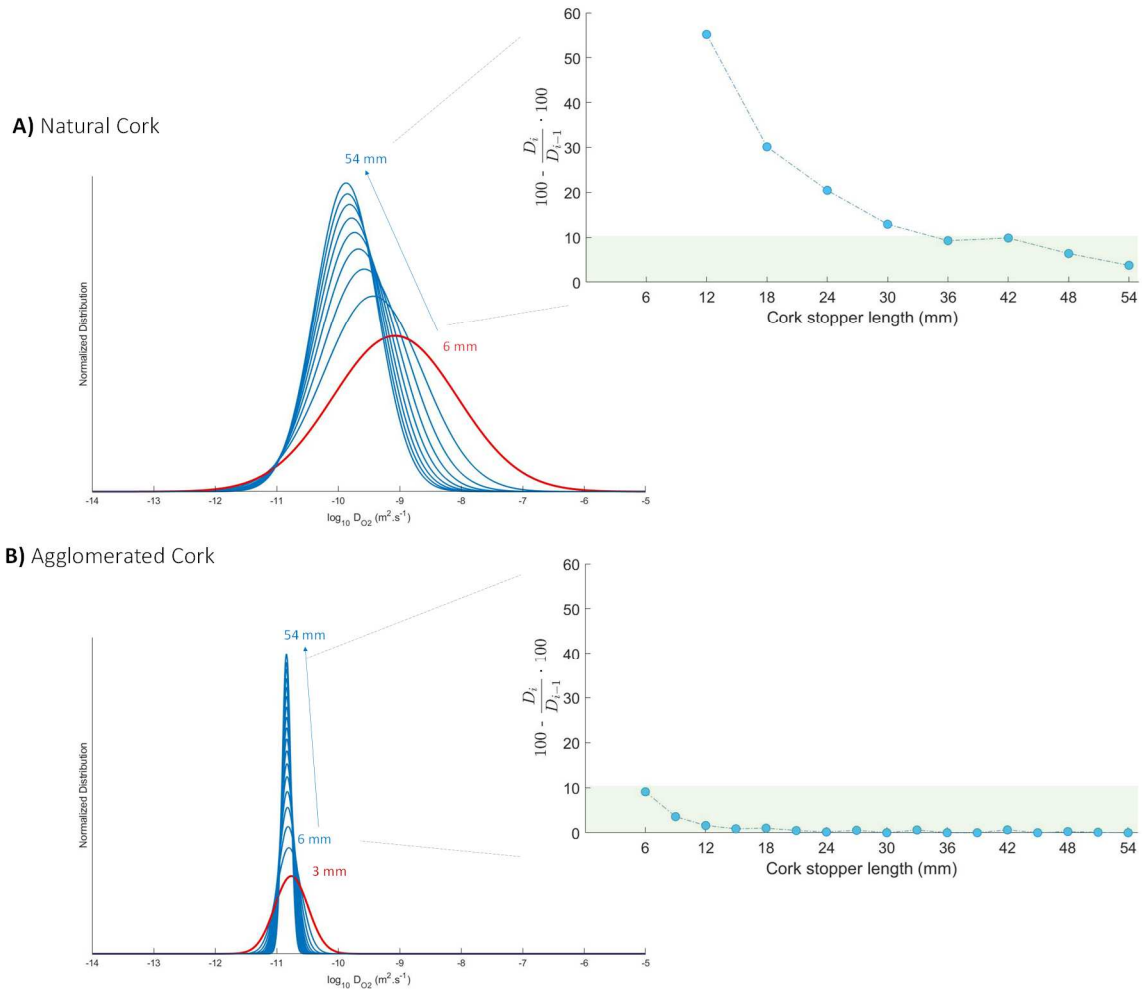 A) Natural Cork
54 mm
6 mm
Normalized Distribution
-14 -13 -12 -11 -10 -9 -8 -7 -6 -5
log10 DO2 (m2.s-1)
60
50
40
30
20
10
0
100 - Di/Di−1 · 100
6 12 18 24 30 36 42 48 54
Cork stopper length (mm)
B) Agglomerated Cork
54 mm
6 mm
3 mm
Normalized Distribution
-14 -13 -12 -11 -10 -9 -8 -7 -6 -5
log10 DO2 (m2.s-1)
60
50
40
30
20
10
0
100 - Di/Di−1 · 100
6 12 18 24 30 36 42 48 54
Cork stopper length (mm)